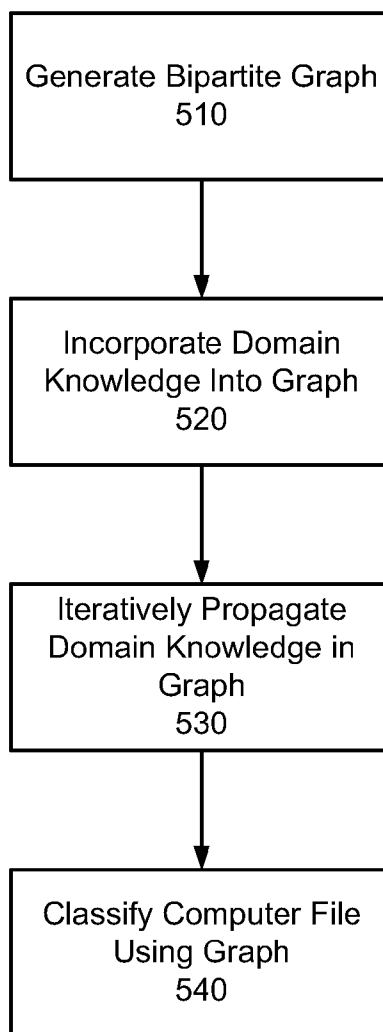 Generate Bipartite Graph
510
Incorporate Domain
Knowledge Into Graph
520
Iteratively Propagate
Domain Knowledge in
Graph
530
Classify Computer File
Using Graph
540